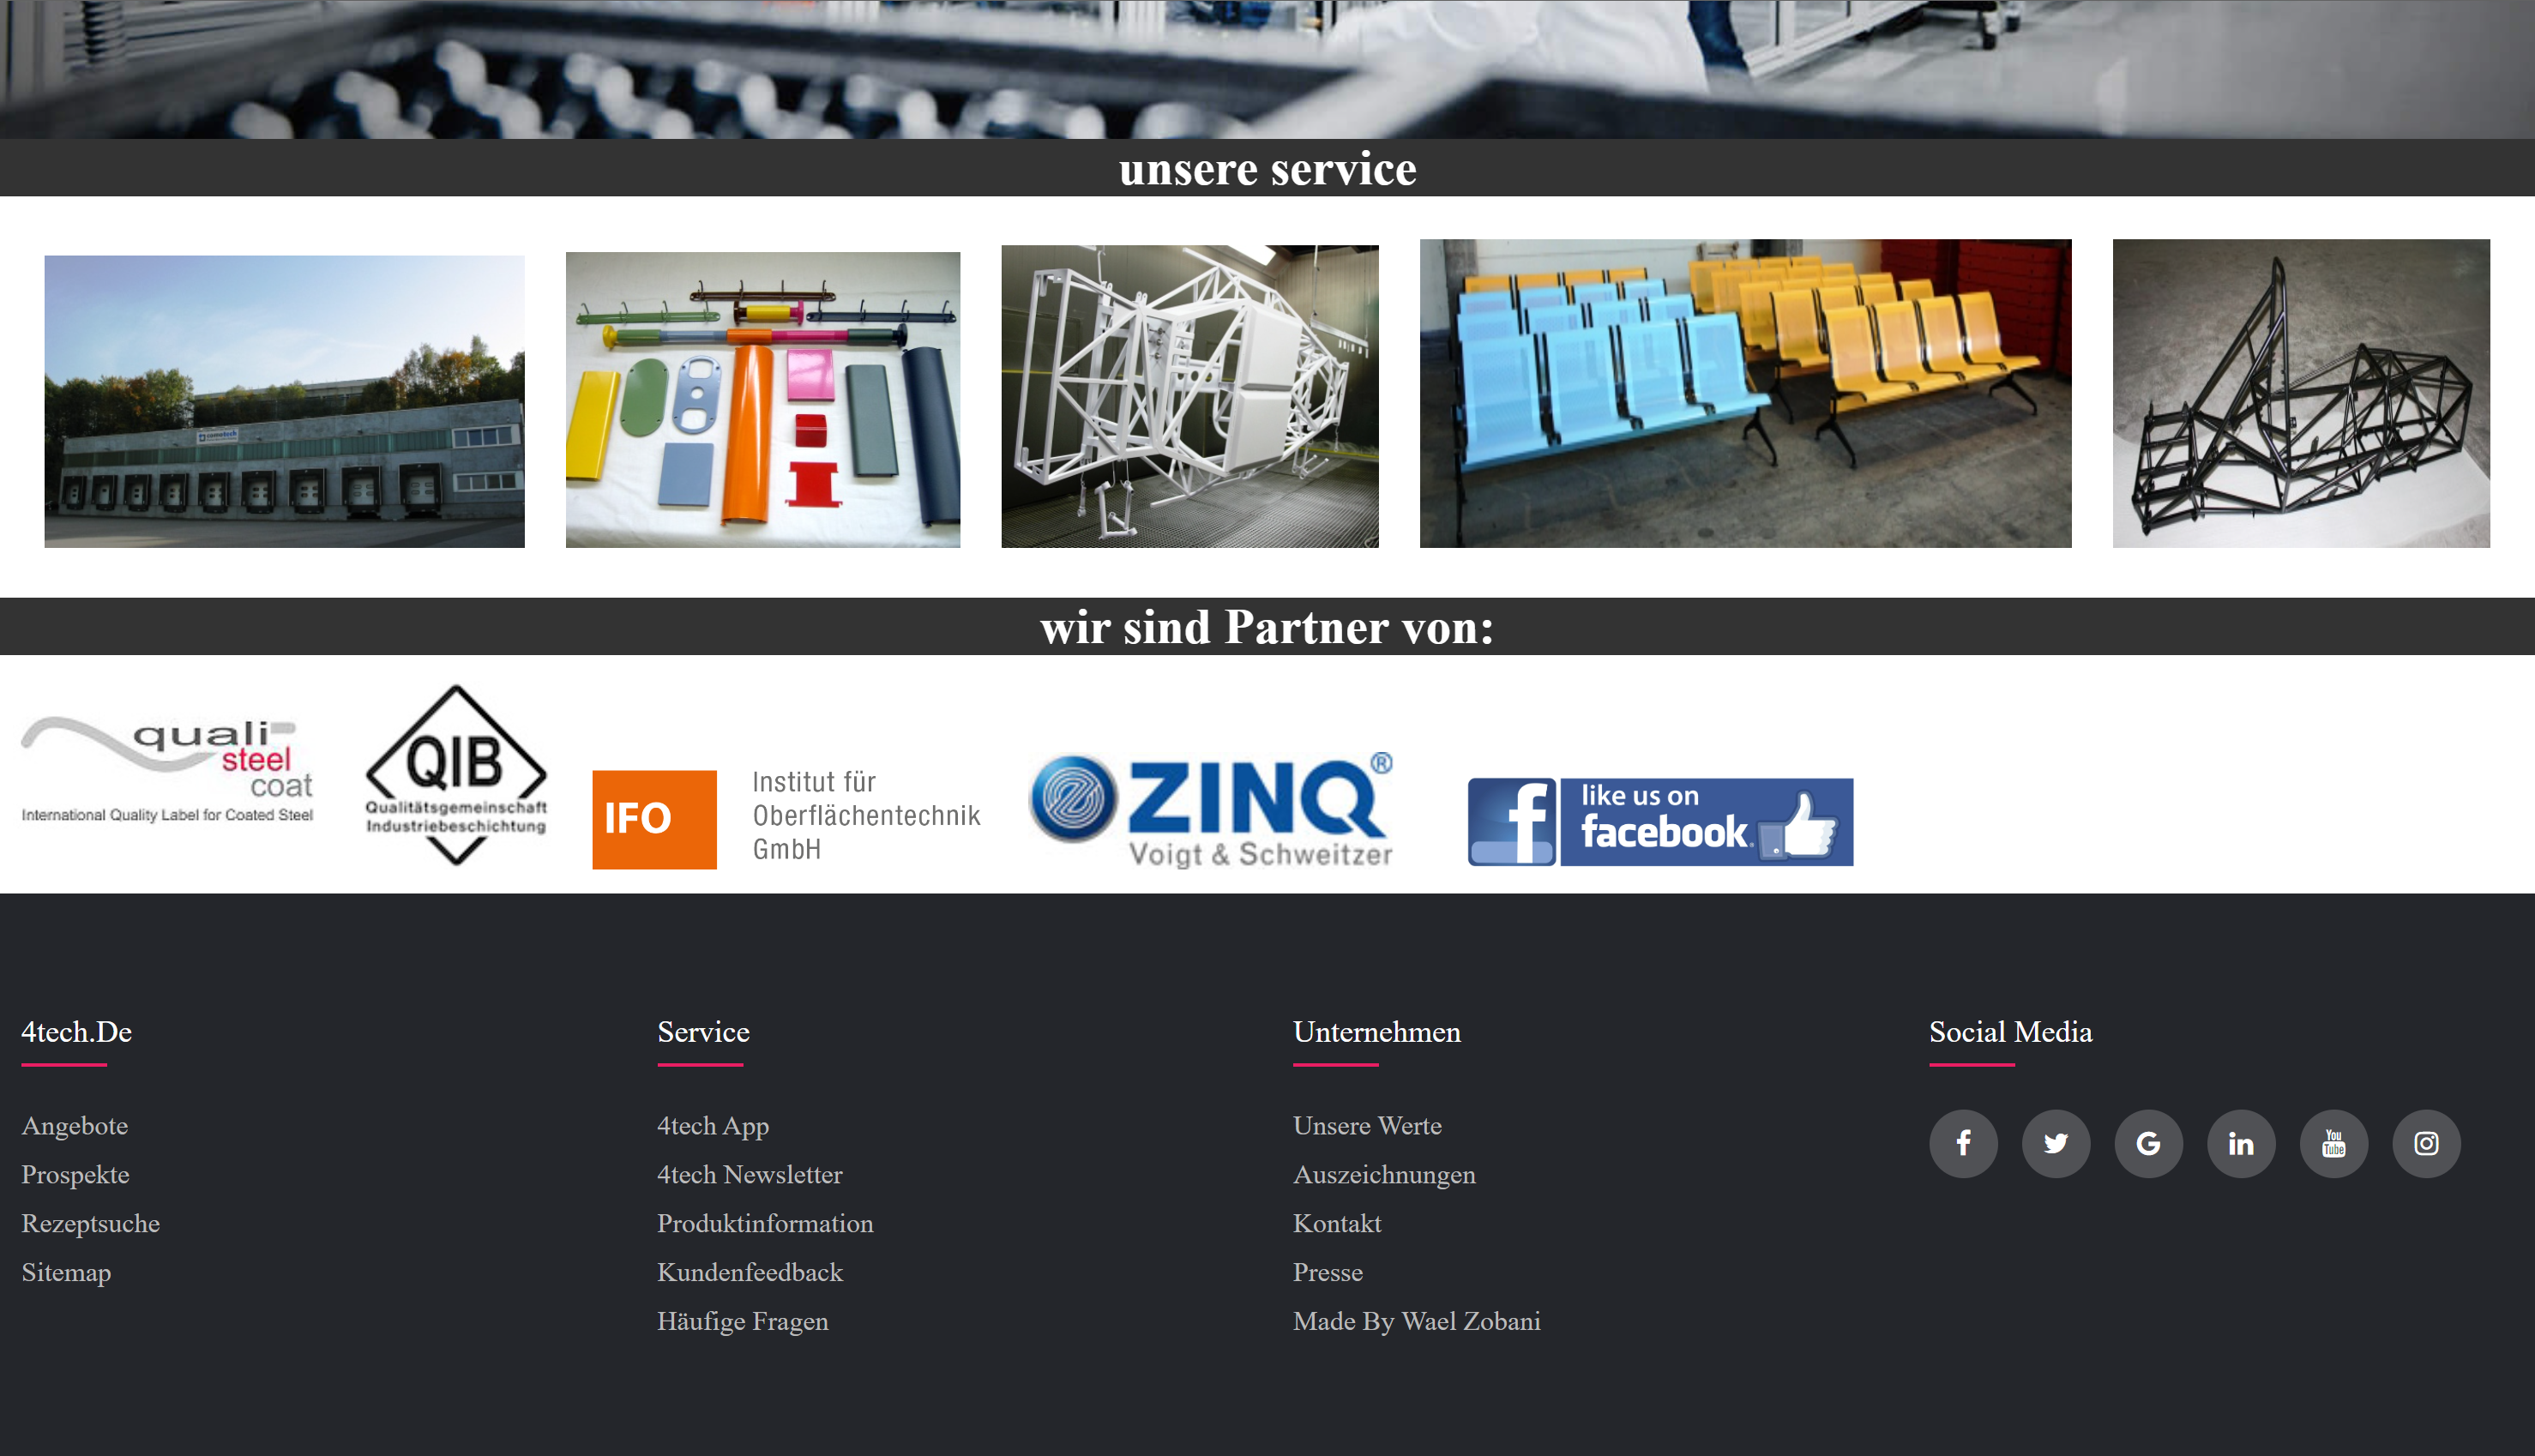 unsere service
wir sind Partner von:
quali
steel
coat
International Quality Label for Coated Steel
QIB
Qualitätsgemeinschaft
Industriebeschichtung
IFO
Institut für
Oberflächentechnik
GmbH
ZINQ®
Voigt & Schweitzer
f
like us on
facebook.
4tech.De
Angebote
Prospekte
Rezeptsuche
Sitemap
Service
4tech App
4tech Newsletter
Produktinformation
Kundenfeedback
Häufige Fragen
Unternehmen
Unsere Werte
Auszeichnungen
Kontakt
Presse
Made By Wael Zobani
Social Media
f
G
in
You
Tube